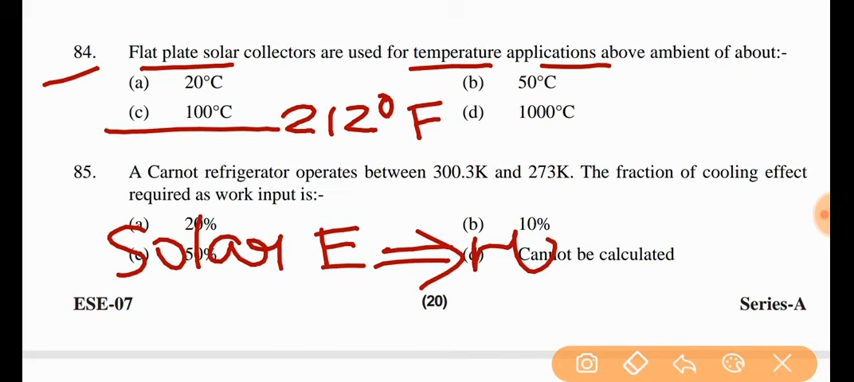 84. Flat plate solar collectors are used for temperature applications above ambient of about:-
(a) 20°C (b) 50°C
(c) 100°C 212° F (d) 1000°C
85. A Carnot refrigerator operates between 300.3K and 273K. The fraction of cooling effect
required as work input is:-
(a) 20% (b) 10%
Solar E ⇒
(c) 50% (d) Cannot be calculated
ESE-07 (20) Series-A